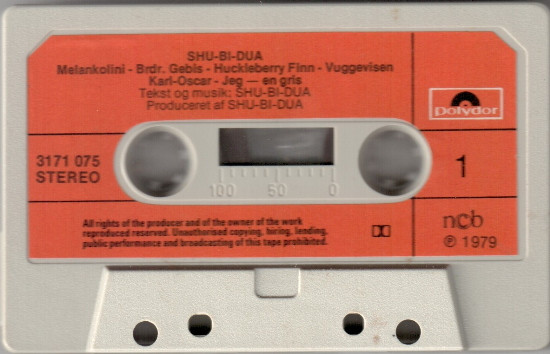 SHU-BI-DUA
Melankolini - Brdr. Gebis - Huckleberry Finn - Vuggevisen
Karl-Oscar - Jeg — en gris
Tekst og musik: SHU-BI-DUA
Produceret af SHU-BI-DUA
polydor
3171 075
STEREO
1
100 50 0
All rights of the producer and of the owner of the work
reproduced reserved. Unauthorised copying, hiring, lending,
public performance and broadcasting of this tape prohibited.
ncb
℗ 1979